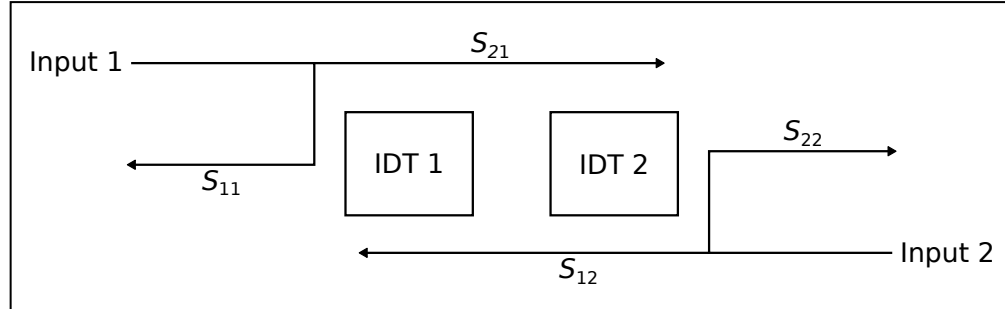 S₂₁
Input 1
S₂₂
IDT 1
IDT 2
S₁₁
Input 2
S₁₂